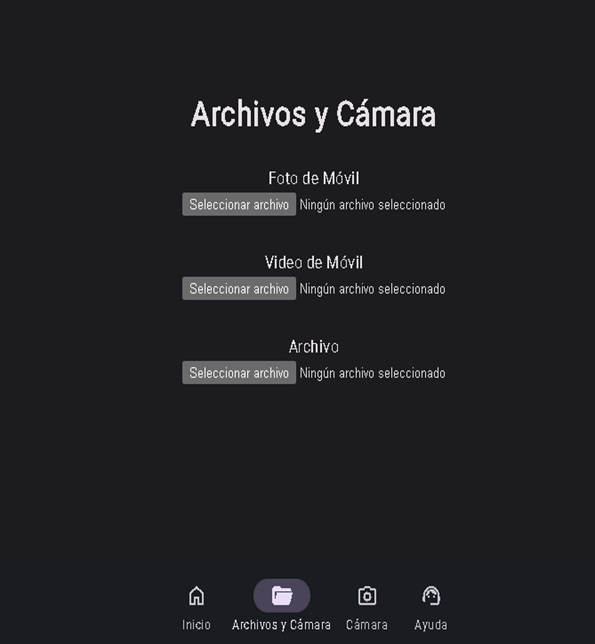 Archivos y Cámara
Foto de Móvil
Seleccionar archivo Ningún archivo seleccionado
Video de Móvil
Seleccionar archivo Ningún archivo seleccionado
Archivo
Seleccionar archivo Ningún archivo seleccionado
Inicio Archivos y Cámara Cámara Ayuda